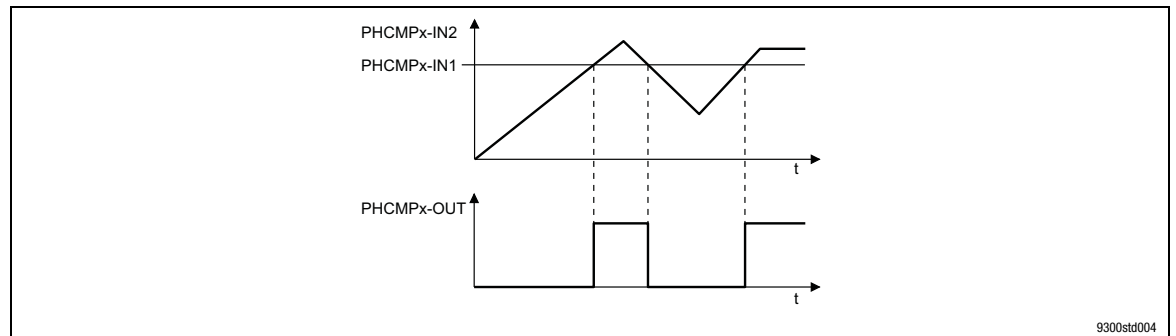 PHCMPx-IN2
PHCMPx-IN1
t
PHCMPx-OUT
t
9300std004